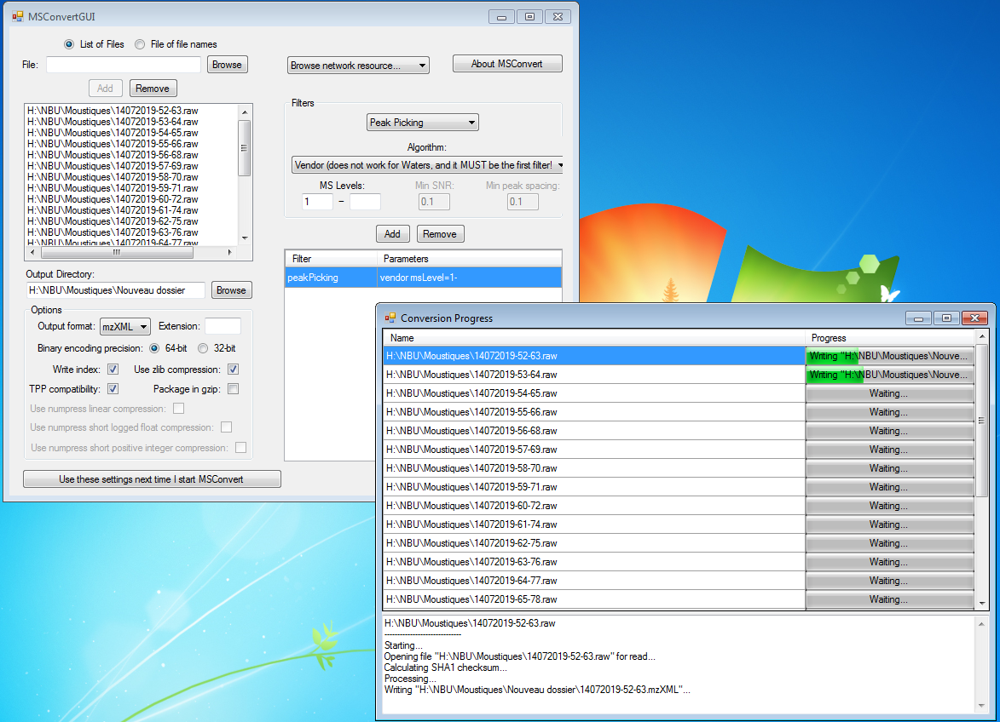 MSConvertGUI
List of Files File of file names
File: Browse
Add Remove
H:\NBU\Moustiques\14072019-52-63.raw
H:\NBU\Moustiques\14072019-53-64.raw
H:\NBU\Moustiques\14072019-54-65.raw
H:\NBU\Moustiques\14072019-55-66.raw
H:\NBU\Moustiques\14072019-56-68.raw
H:\NBU\Moustiques\14072019-57-69.raw
H:\NBU\Moustiques\14072019-58-70.raw
H:\NBU\Moustiques\14072019-59-71.raw
H:\NBU\Moustiques\14072019-60-72.raw
H:\NBU\Moustiques\14072019-61-74.raw
H:\NBU\Moustiques\14072019-62-75.raw
H:\NBU\Moustiques\14072019-63-76.raw
H:\NBU\Moustiques\14072019-64-77.raw
Output Directory:
H:\NBU\Moustiques\Nouveau dossier Browse
Options
Output format: mzXML Extension:
Binary encoding precision: 64-bit 32-bit
Write index: Use zlib compression:
TPP compatibility: Package in gzip:
Use numpress linear compression:
Use numpress short logged float compression:
Use numpress short positive integer compression:
Use these settings next time I start MSConvert
Browse network resource... About MSConvert
Filters
Peak Picking
Algorithm:
Vendor (does not work for Waters, and it MUST be the first filter!
MS Levels: Min SNR: Min peak spacing:
1 – 0.1 0.1
Add Remove
Filter Parameters
peakPicking vendor msLevel=1-
Conversion Progress
Name Progress
H:\NBU\Moustiques\14072019-52-63.raw Writing "H:\NBU\Moustiques\Nouve...
H:\NBU\Moustiques\14072019-53-64.raw Writing "H:\NBU\Moustiques\Nouve...
H:\NBU\Moustiques\14072019-54-65.raw Waiting...
H:\NBU\Moustiques\14072019-55-66.raw Waiting...
H:\NBU\Moustiques\14072019-56-68.raw Waiting...
H:\NBU\Moustiques\14072019-57-69.raw Waiting...
H:\NBU\Moustiques\14072019-58-70.raw Waiting...
H:\NBU\Moustiques\14072019-59-71.raw Waiting...
H:\NBU\Moustiques\14072019-60-72.raw Waiting...
H:\NBU\Moustiques\14072019-61-74.raw Waiting...
H:\NBU\Moustiques\14072019-62-75.raw Waiting...
H:\NBU\Moustiques\14072019-63-76.raw Waiting...
H:\NBU\Moustiques\14072019-64-77.raw Waiting...
H:\NBU\Moustiques\14072019-65-78.raw Waiting...
H:\NBU\Moustiques\14072019-52-63.raw
------------------------------
Starting...
Opening file "H:\NBU\Moustiques\14072019-52-63.raw" for read...
Calculating SHA1 checksum...
Processing...
Writing "H:\NBU\Moustiques\Nouveau dossier\14072019-52-63.mzXML"...